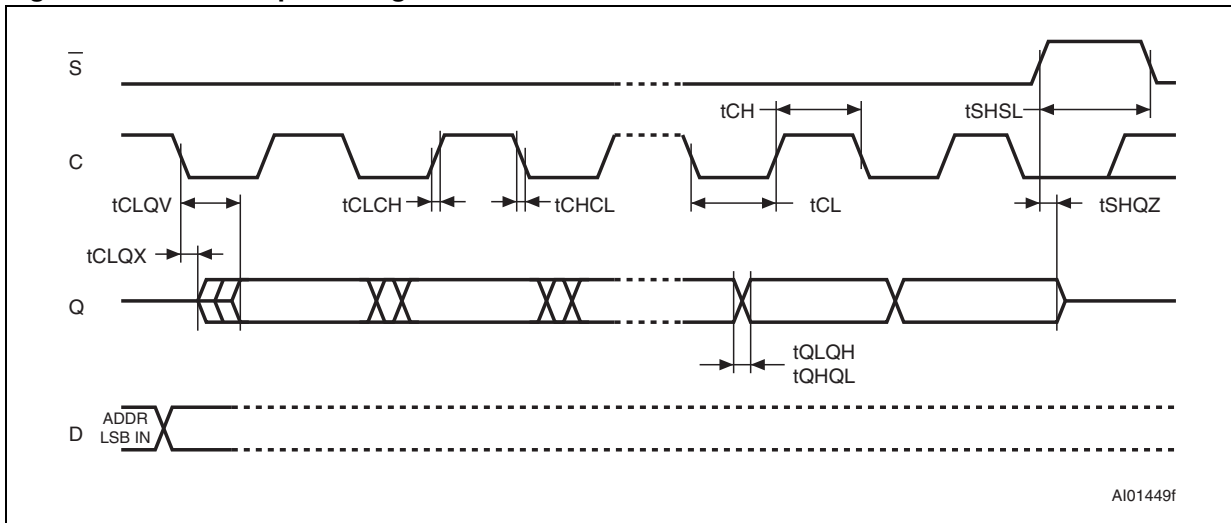 S
tCH
tSHSL
C
tCLQV
tCLCH
tCHCL
tCL
tSHQZ
tCLQX
Q
tQLQH
tQHQL
D
ADDR
LSB IN
AI01449f